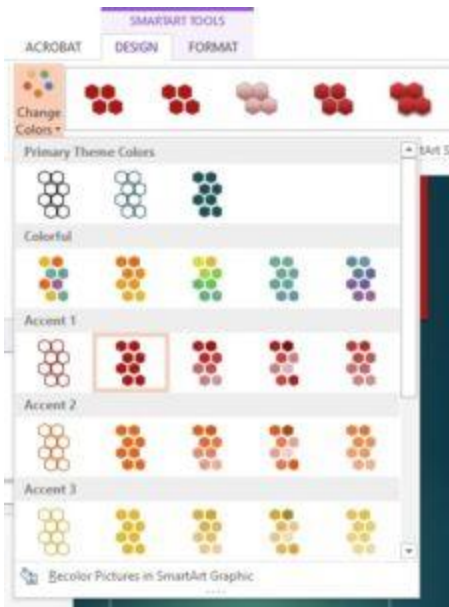 SMARTART TOOLS
ACROBAT DESIGN FORMAT
Change
Colors
Primary Theme Colors
Colorful
Accent 1
Accent 2
Accent 3
Recolor Pictures in SmartArt Graphic